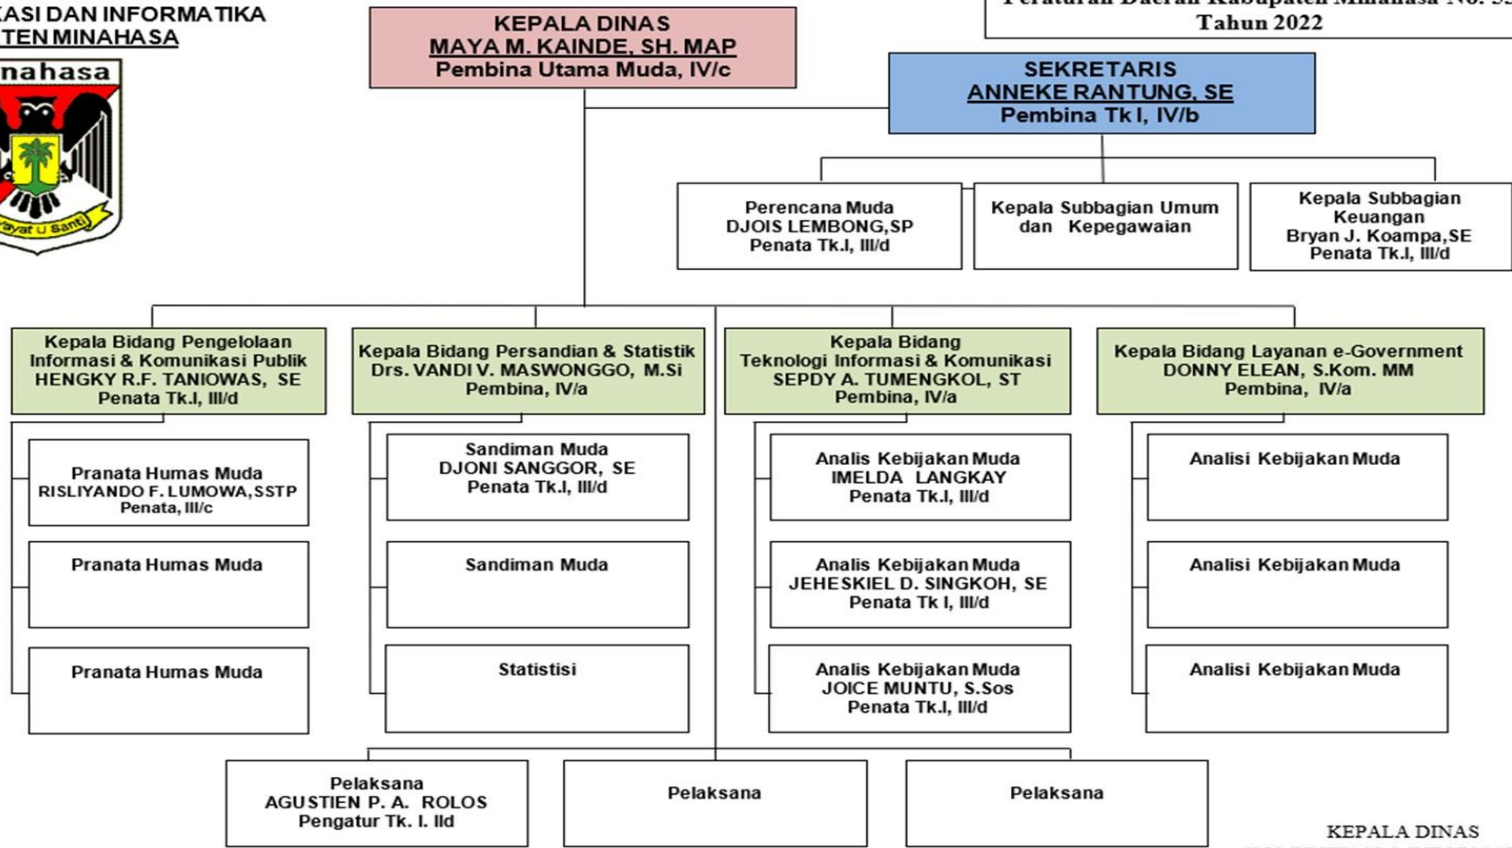 KASI DAN INFORMATIKA
TEN MINAHASA
nahasa
ayat U Santi
Peraturan Daerah Kabupaten Minahasa No.
Tahun 2022
KEPALA DINAS
MAYA M. KAINDE, SH. MAP
Pembina Utama Muda, IV/c
SEKRETARIS
ANNEKE RANTUNG, SE
Pembina Tk I, IV/b
Perencana Muda
DJOIS LEMBONG,SP
Penata Tk.I, III/d
Kepala Subbagian Umum
dan Kepegawaian
Kepala Subbagian
Keuangan
Bryan J. Koampa,SE
Penata Tk.I, III/d
Kepala Bidang Pengelolaan
Informasi & Komunikasi Publik
HENGKY R.F. TANIOWAS, SE
Penata Tk.I, III/d
Kepala Bidang Persandian & Statistik
Drs. VANDI V. MASWONGGO, M.Si
Pembina, IV/a
Kepala Bidang
Teknologi Informasi & Komunikasi
SEPDY A. TUMENGKOL, ST
Pembina, IV/a
Kepala Bidang Layanan e-Government
DONNY ELEAN, S.Kom. MM
Pembina, IV/a
Pranata Humas Muda
RISLIYANDO F. LUMOWA,SSTP
Penata, III/c
Pranata Humas Muda
Pranata Humas Muda
Sandiman Muda
DJONI SANGGOR, SE
Penata Tk.I, III/d
Sandiman Muda
Statistisi
Analis Kebijakan Muda
IMELDA LANGKAY
Penata Tk.I, III/d
Analis Kebijakan Muda
JEHESKIEL D. SINGKOH, SE
Penata Tk I, III/d
Analis Kebijakan Muda
JOICE MUNTU, S.Sos
Penata Tk.I, III/d
Analisi Kebijakan Muda
Analisi Kebijakan Muda
Analisi Kebijakan Muda
Pelaksana
AGUSTIEN P. A. ROLOS
Pengatur Tk. I. IId
Pelaksana
Pelaksana
KEPALA DINAS